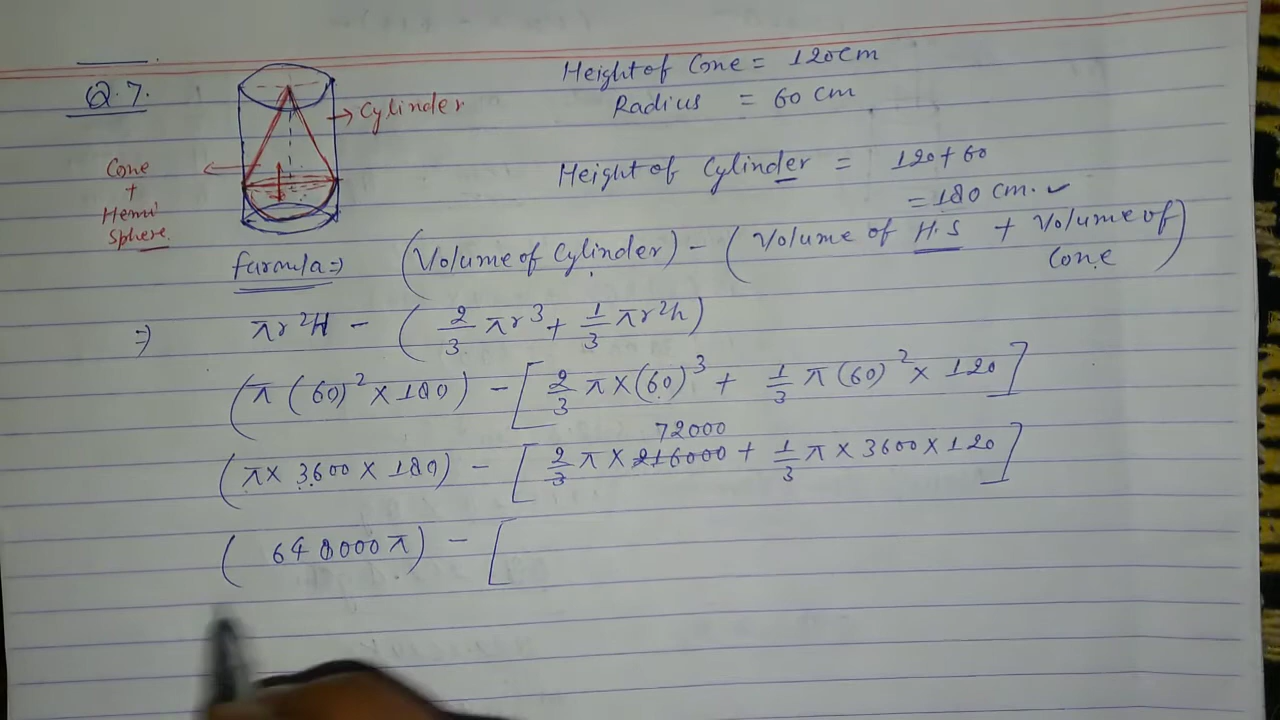 Q.7.
Cylinder
Cone
+
Hemi
Sphere.
Height of Cone = 120cm
Radius = 60 cm
Height of Cylinder = 120+60
= 180 cm. ✓
Farmula ⇒ (Volume of Cylinder) - (Volume of H.S + Volume of Cone)
⇒ πr²H - (2/3 πr³ + 1/3 πr²h)
(π(60)² × 180) - [2/3 π×(60)³ + 1/3 π(60)² × 120]
72000
(π× 3600 × 180) - [2/3 π × 216000 + 1/3 π × 3600 × 120]
(648000π) - [